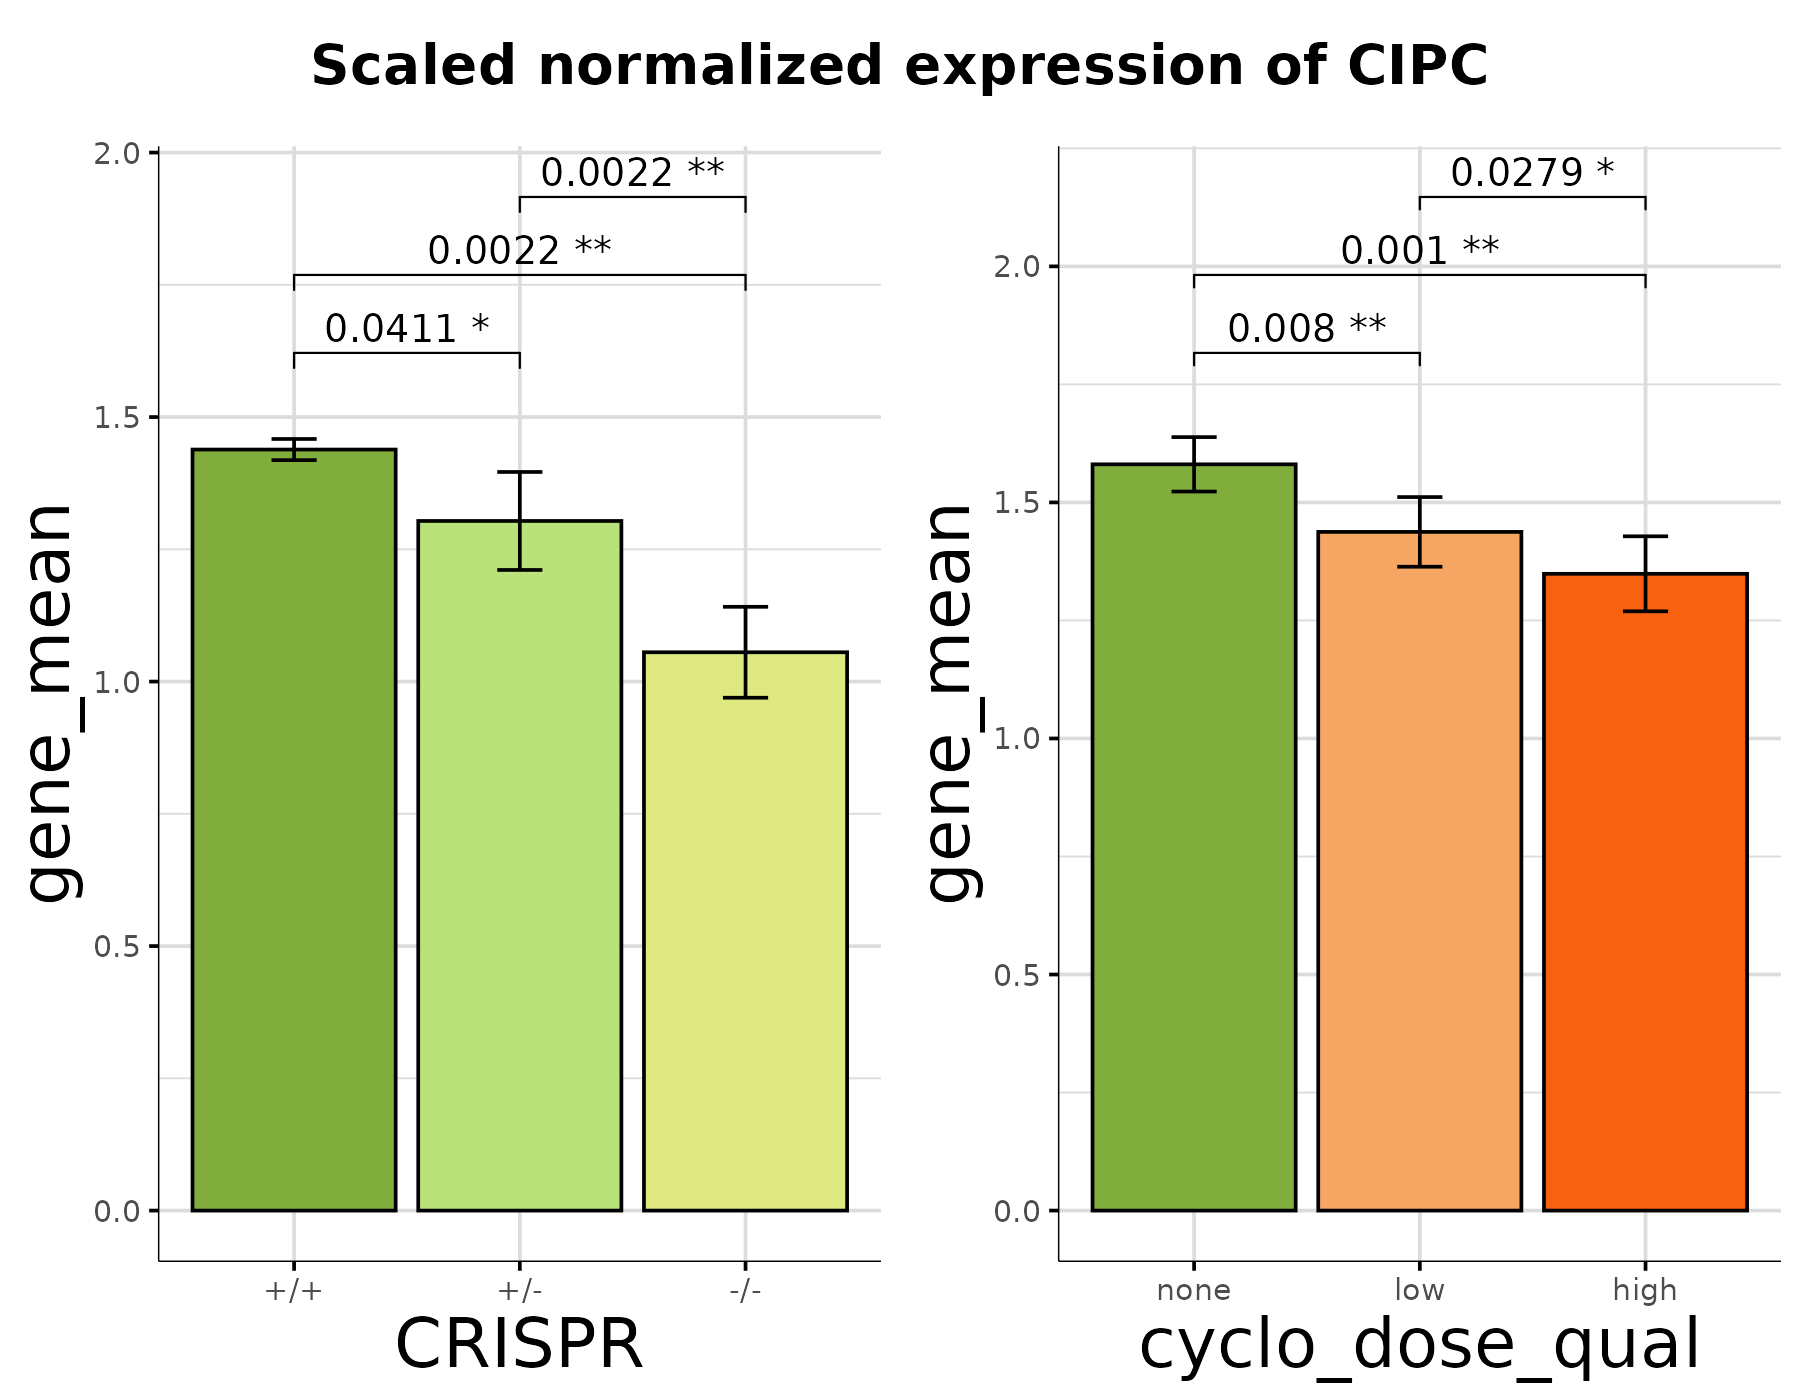 Scaled normalized expression of CIPC
gene_mean
2.0
1.5
1.0
0.5
0.0
0.0022 **
0.0022 **
0.0411 *
+/+
+/-
-/-
CRISPR
gene_mean
2.0
1.5
1.0
0.5
0.0
0.0279 *
0.001 **
0.008 **
none
low
high
cyclo_dose_qual